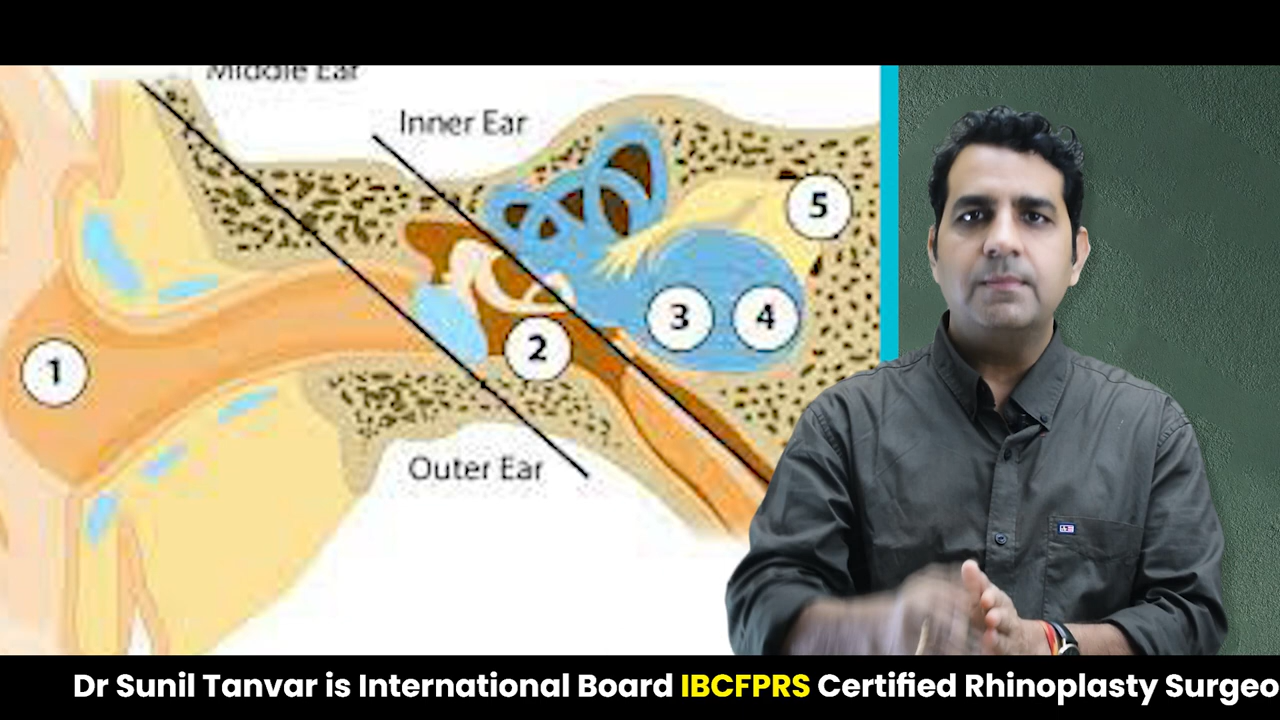 Middle Ear
Inner Ear
5
3
4
2
1
Outer Ear
Dr Sunil Tanvar is International Board IBCFPRS Certified Rhinoplasty Surgeo